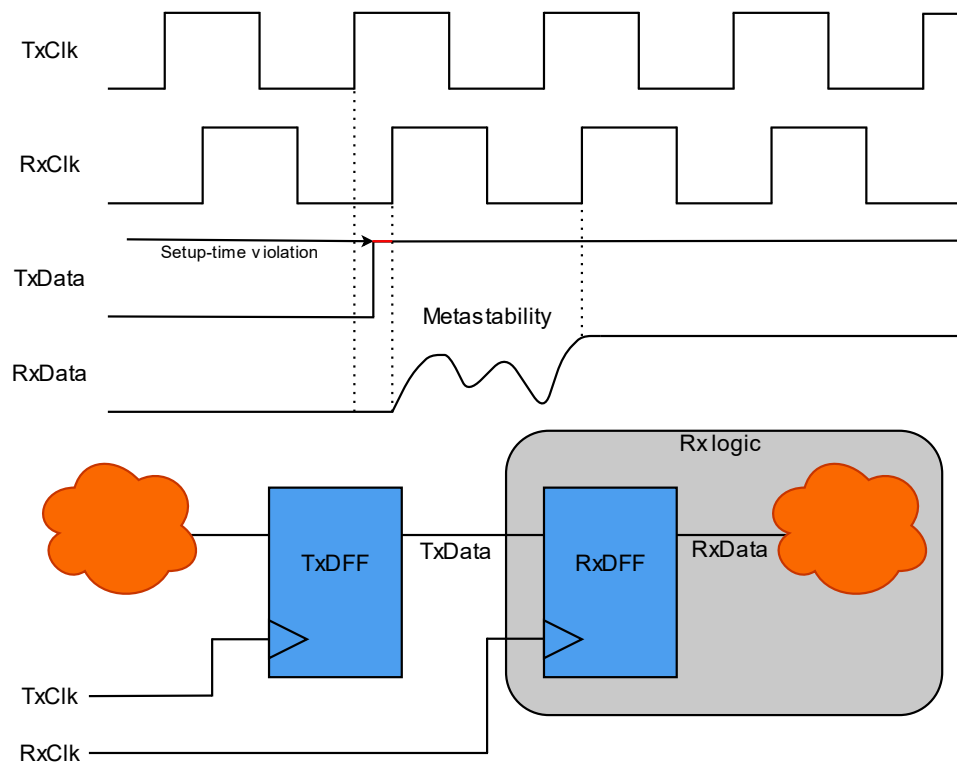 TxClk
RxClk
Setup-time violation
TxData
Metastability
RxData
Rx logic
TxDFF
TxData
RxDFF
RxData
TxClk
RxClk